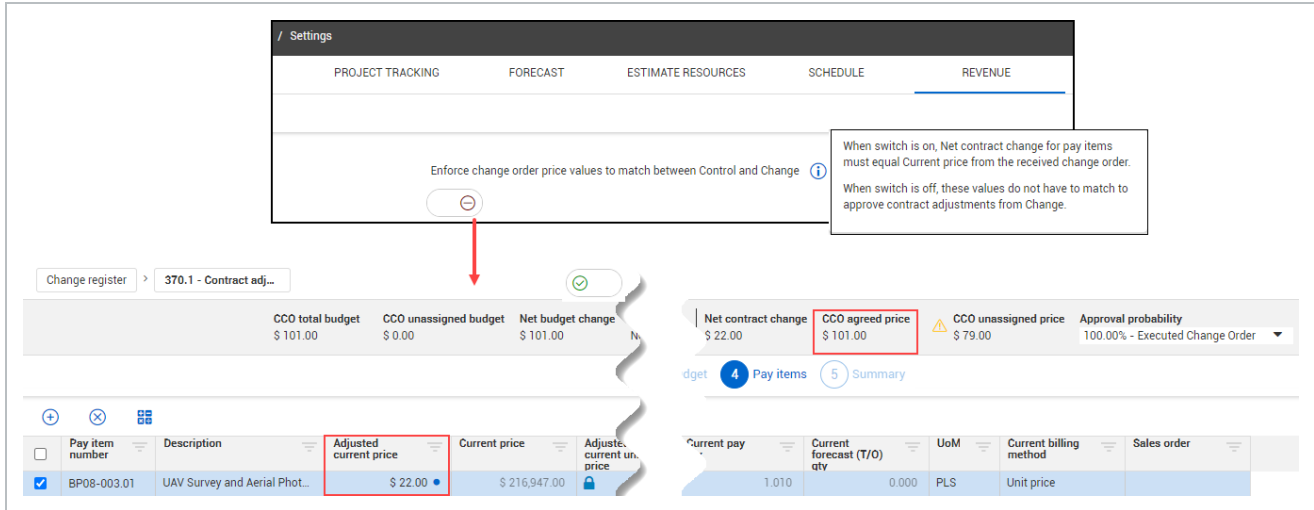 / Settings
PROJECT TRACKING FORECAST ESTIMATE RESOURCES SCHEDULE REVENUE
When switch is on, Net contract change for pay items
must equal Current price from the received change order.
Enforce change order price values to match between Control and Change
When switch is off, these values do not have to match to
approve contract adjustments from Change.
Change register > 370.1 - Contract adj...
CCO total budget CCO unassigned budget Net budget change Net contract change CCO agreed price CCO unassigned price Approval probability
$ 101.00 $ 0.00 $ 101.00 $ 22.00 $ 101.00 $ 79.00 100.00% - Executed Change Order
4 Pay items 5 Summary
Pay item number Description Adjusted current price Current price Current pay Current forecast (T/O) qty UoM Current billing method Sales order
BP08-003.01 UAV Survey and Aerial Phot... $ 22.00 $ 216,947.00 1.010 0.000 PLS Unit price